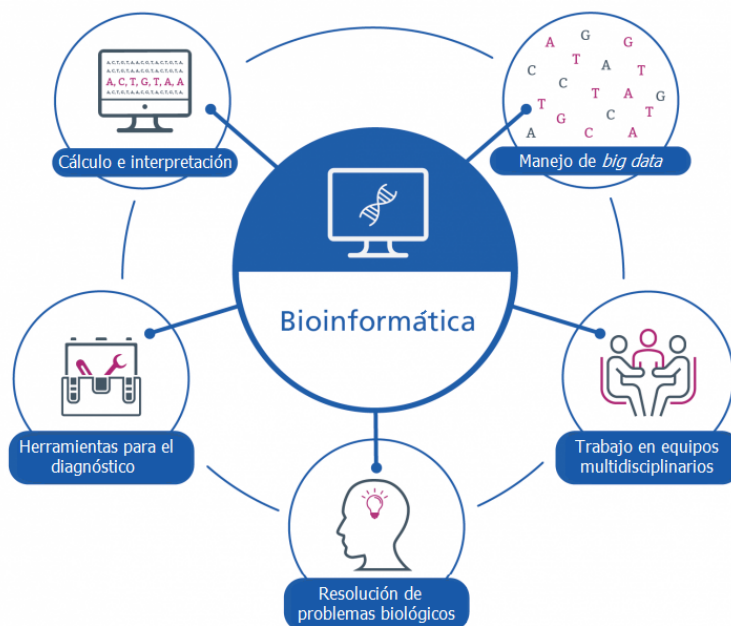 A, C, T, G, T, A, A
Cálculo e interpretación
A G G
T
C T A T
C
T T A G
T C
A G C A
Manejo de big data
Bioinformática
Herramientas para el
diagnóstico
Trabajo en equipos
multidisciplinarios
Resolución de
problemas biológicos